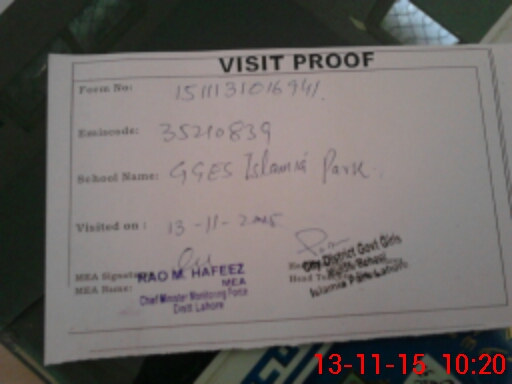 VISIT PROOF
Form No: 1511131016941.
Emiscode: 35210839
School Name: GGES Islamia Park.
Visited on : 13-11-2015
MEA Signature
MEA Name:
RAO M. HAFEEZ
MEA
Chief Minister Monitoring Force
Distt Lahore
Head
City District Govt Girls
School
Islamia Park Lahore
13-11-15 10:20